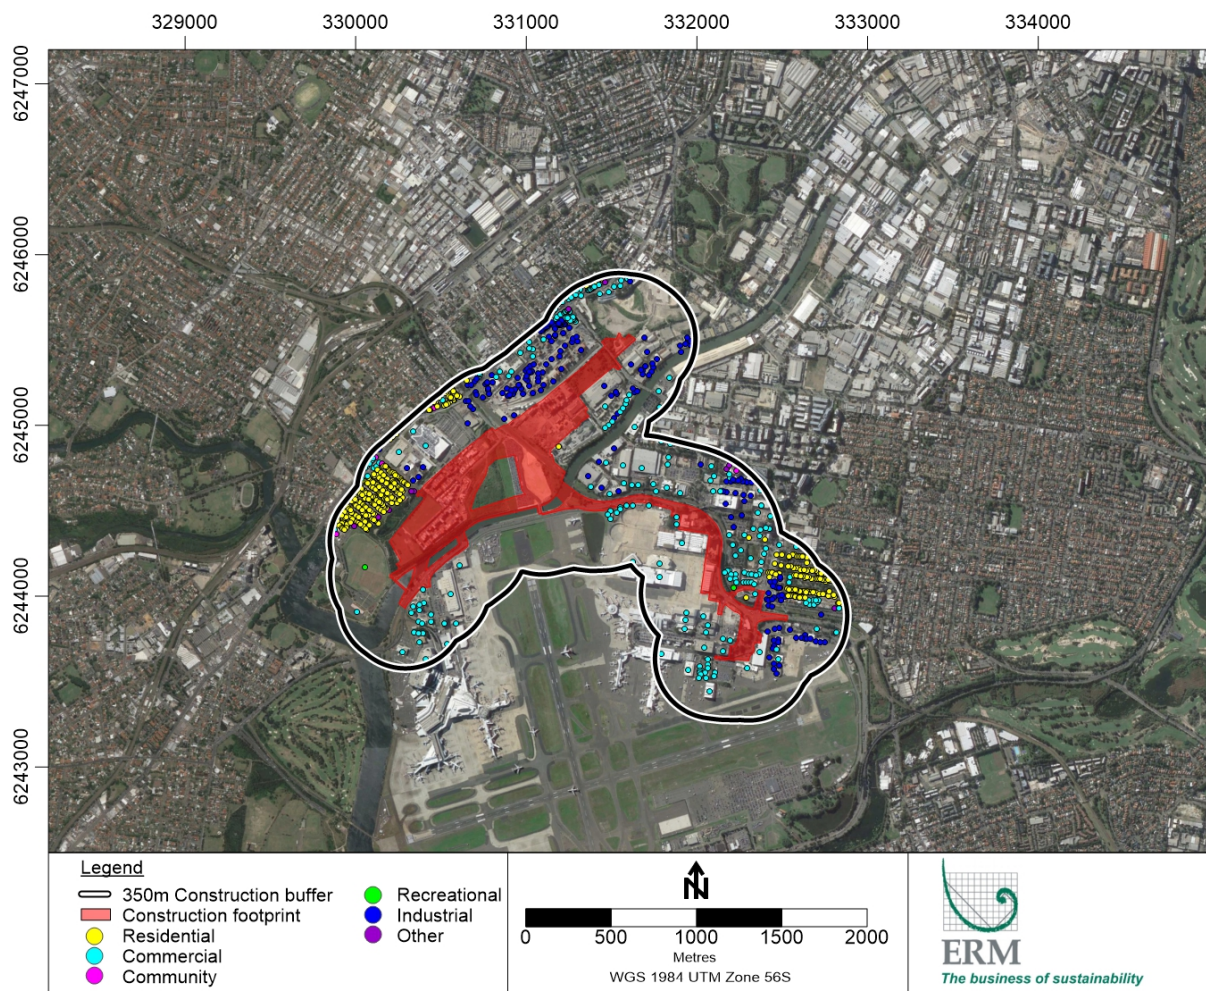 329000 330000 331000 332000 333000 334000
6247000
6246000
6245000
6244000
6243000
Legend
350m Construction buffer
Construction footprint
Residential
Commercial
Community
Recreational
Industrial
Other
N
0 500 1000 1500 2000
Metres
WGS 1984 UTM Zone 56S
ERM
The business of sustainability